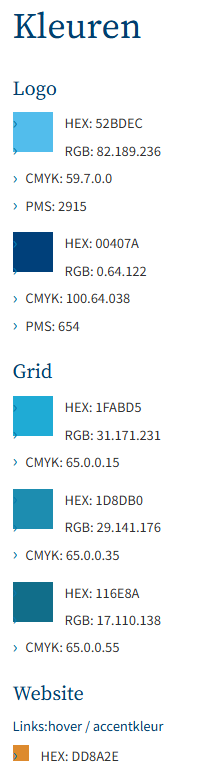 Kleuren
Logo
HEX: 52BDEC
RGB: 82.189.236
CMYK: 59.7.0.0
PMS: 2915
HEX: 00407A
RGB: 0.64.122
CMYK: 100.64.038
PMS: 654
Grid
HEX: 1FABD5
RGB: 31.171.231
CMYK: 65.0.0.15
HEX: 1D8DB0
RGB: 29.141.176
CMYK: 65.0.0.35
HEX: 116E8A
RGB: 17.110.138
CMYK: 65.0.0.55
Website
Links:hover / accentkleur
HEX: DD8A2E